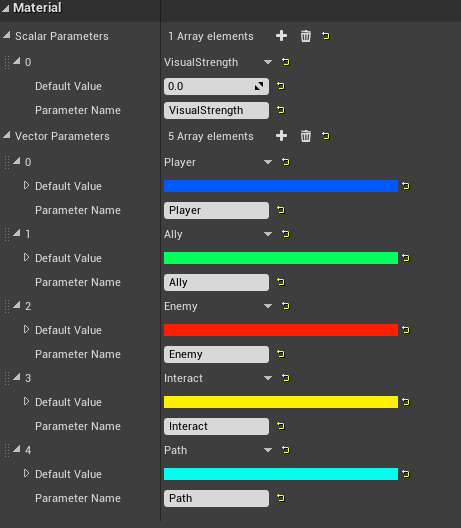 Material
Scalar Parameters 1 Array elements
0 VisualStrength
Default Value 0.0
Parameter Name VisualStrength
Vector Parameters 5 Array elements
0 Player
Default Value
Parameter Name Player
1 Ally
Default Value
Parameter Name Ally
2 Enemy
Default Value
Parameter Name Enemy
3 Interact
Default Value
Parameter Name Interact
4 Path
Default Value
Parameter Name Path